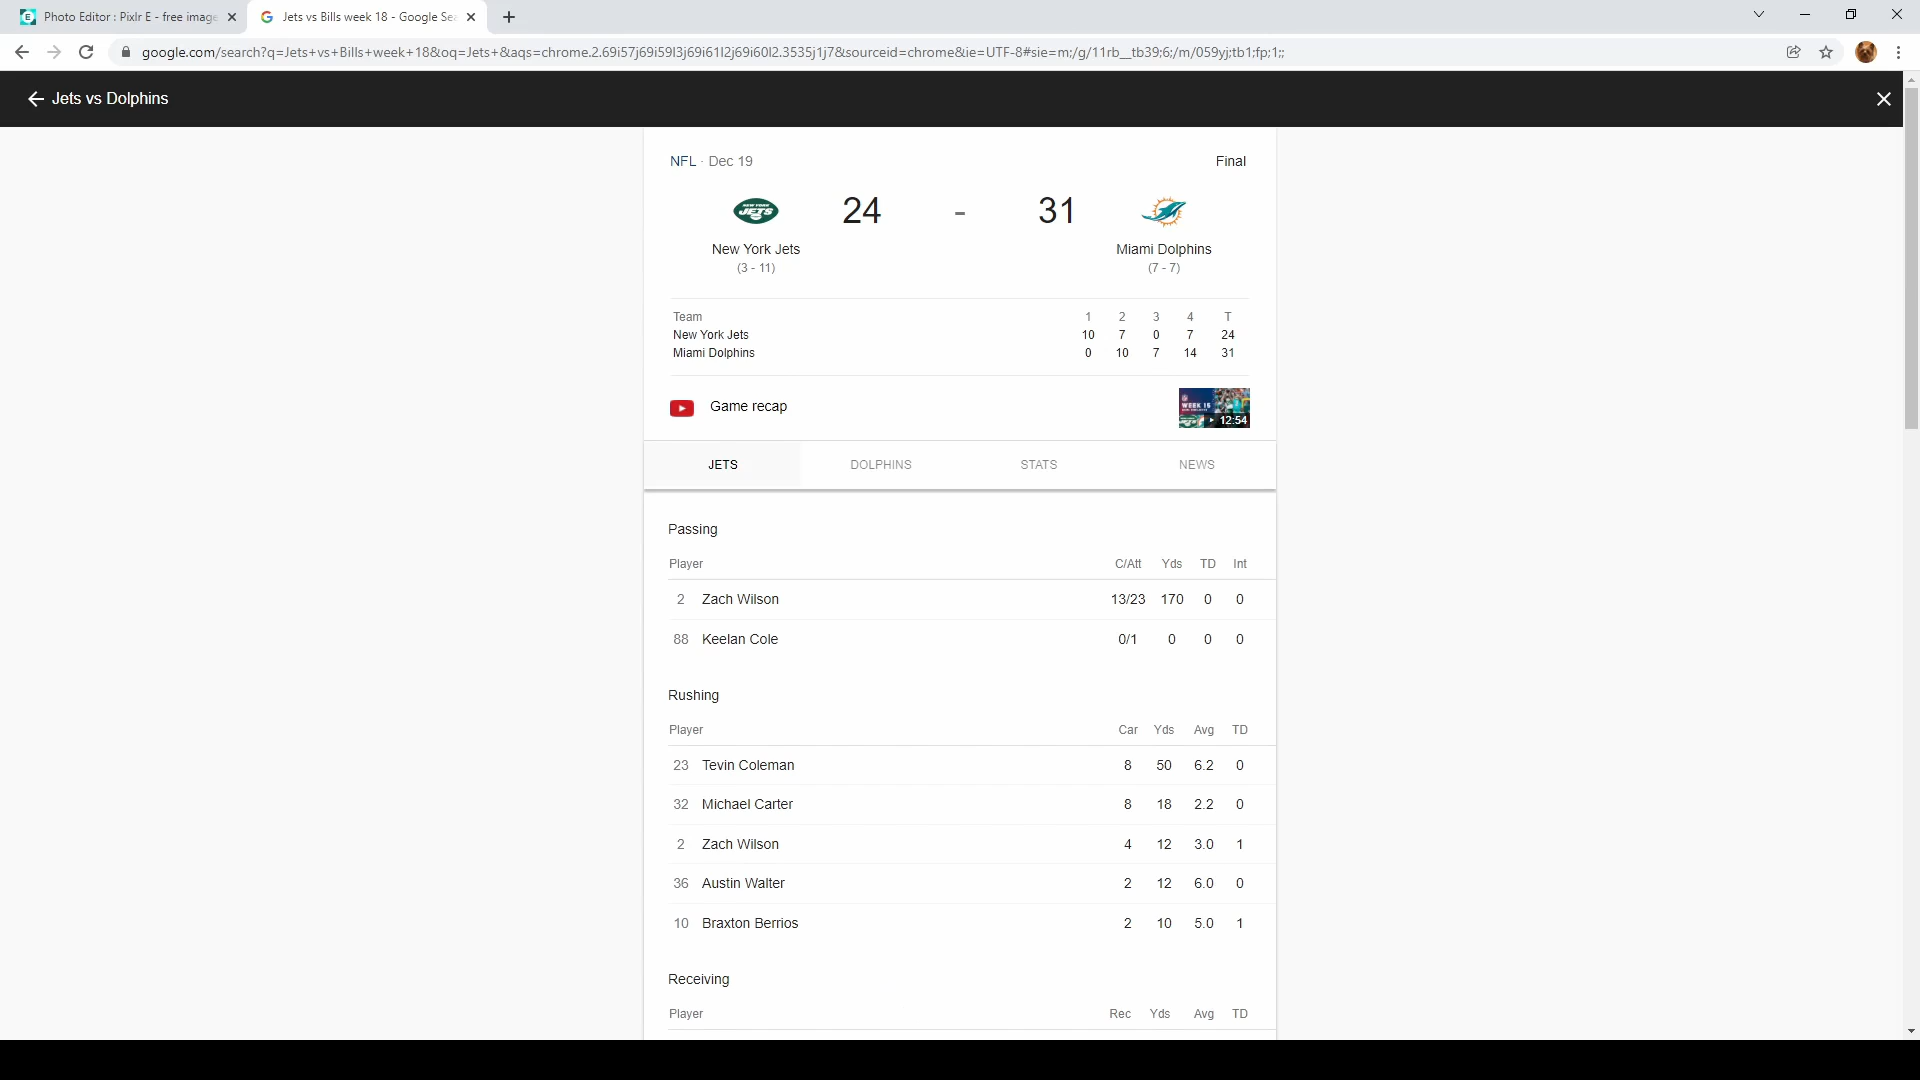 Photo Editor : Pixlr E - free image
Jets vs Bills week 18 - Google Sea
google.com/search?q=Jets+vs+Bills+week+18&oq=Jets+&aqs=chrome.2.69i57j69i59l3j69i61l2j69i60l2.3535j1j7&sourceid=chrome&ie=UTF-8#sie=m;/g/11rb__tb39;6;/m/059yj;tb1;fp;1;;
Jets vs Dolphins
NFL · Dec 19 Final
24 - 31
New York Jets Miami Dolphins
(3 - 11) (7 - 7)
Team 1 2 3 4 T
New York Jets 10 7 0 7 24
Miami Dolphins 0 10 7 14 31
Game recap
WEEK 15
12:54
JETS DOLPHINS STATS NEWS
Passing
Player C/Att Yds TD Int
2 Zach Wilson 13/23 170 0 0
88 Keelan Cole 0/1 0 0 0
Rushing
Player Car Yds Avg TD
23 Tevin Coleman 8 50 6.2 0
32 Michael Carter 8 18 2.2 0
2 Zach Wilson 4 12 3.0 1
36 Austin Walter 2 12 6.0 0
10 Braxton Berrios 2 10 5.0 1
Receiving
Player Rec Yds Avg TD